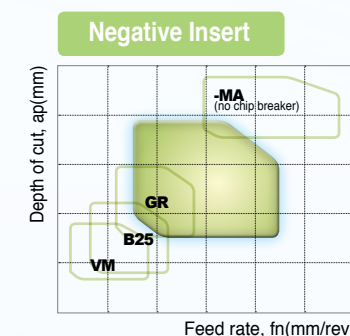 Negative Insert
Depth of cut, ap(mm)
-MA
(no chip breaker)
GR
B25
VM
Feed rate, fn(mm/rev